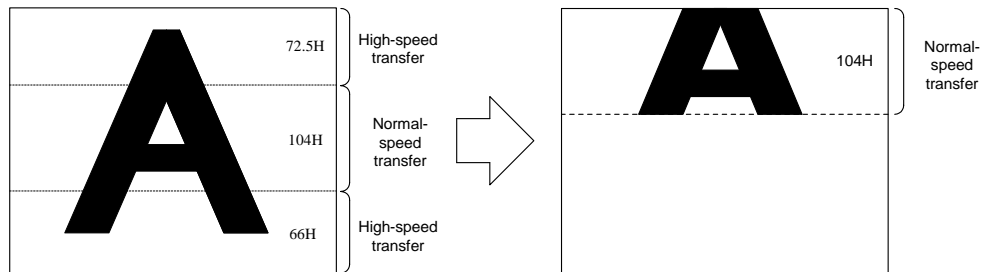 72.5H
High-speed
transfer
A
104H
Normal-
speed
transfer
66H
High-speed
transfer
A
104H
Normal-
speed
transfer